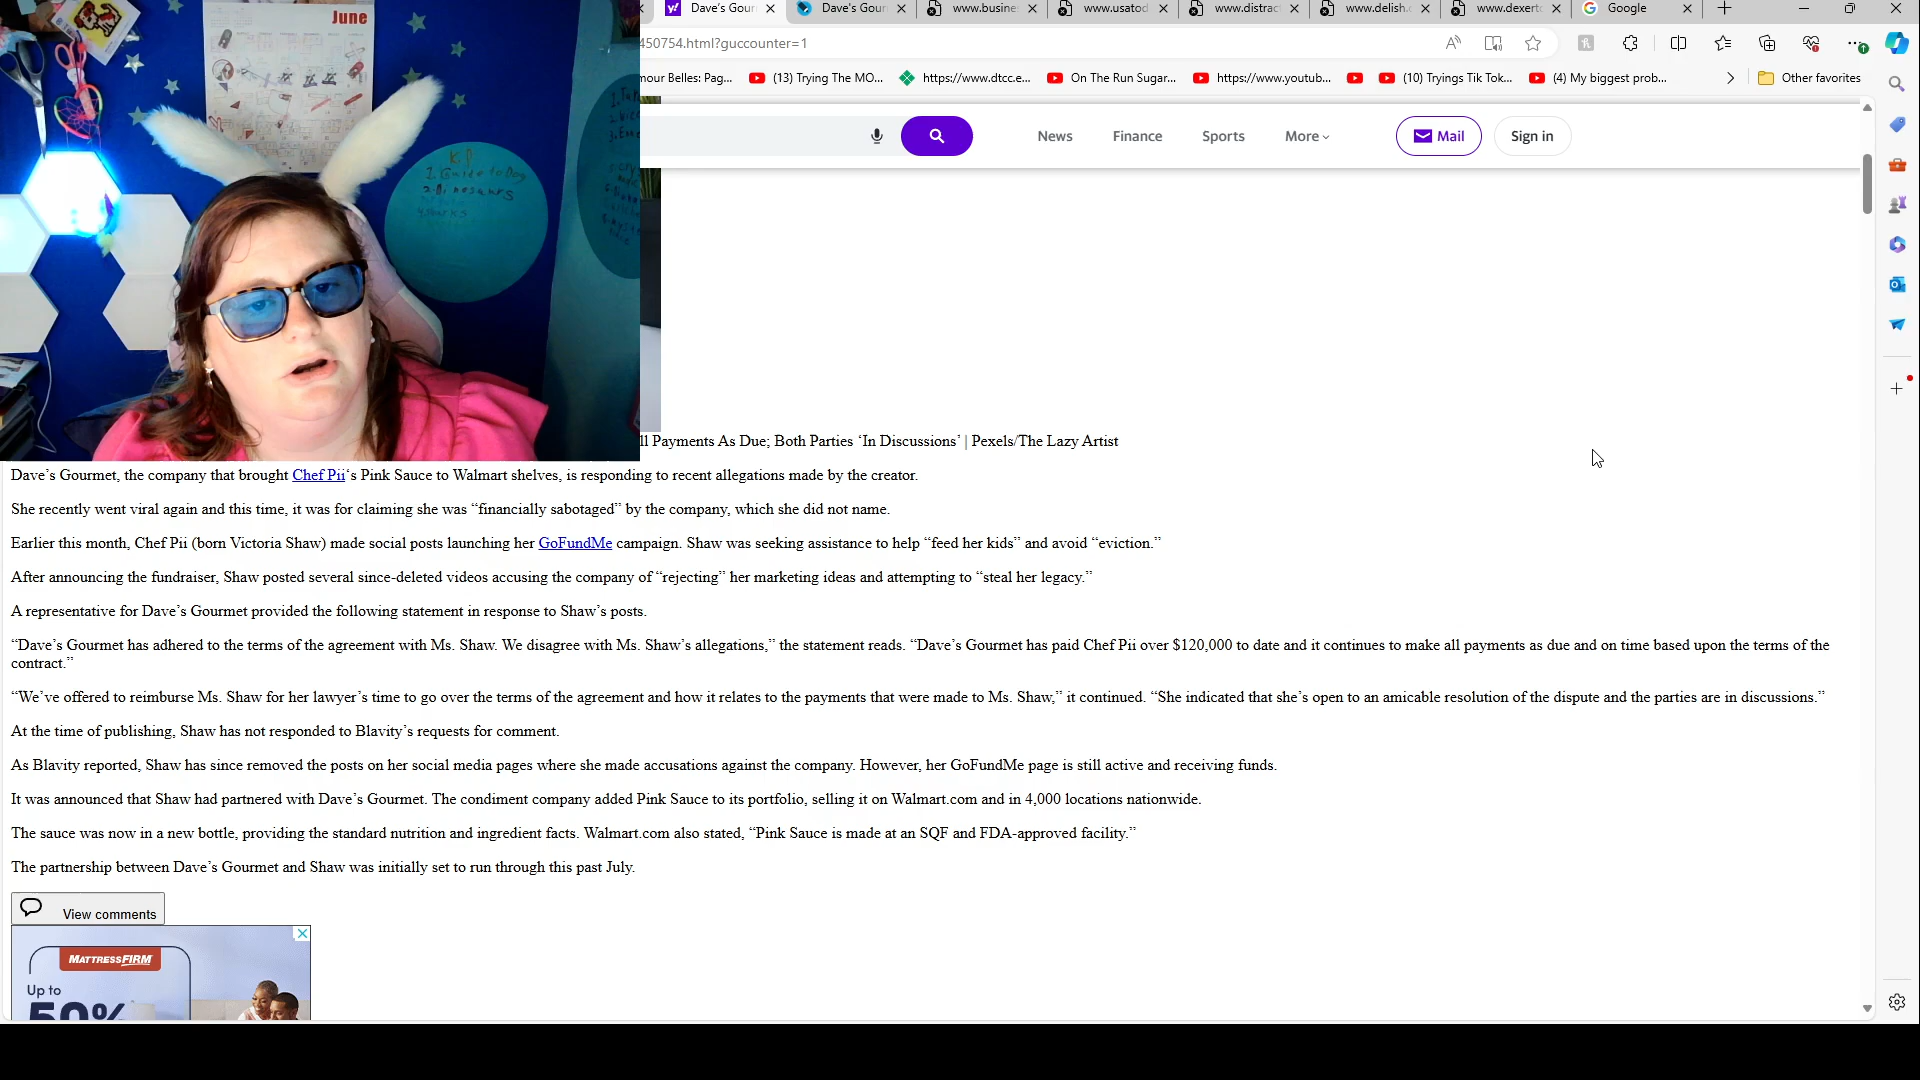 June
K.P
1. Guide to Dog
2. Dinosaurs
Dave's Gour
Dave's Gour
www.busine
www.usatod
www.distrac
www.delish.
www.dexert
Google
450754.html?guccounter=1
mour Belles: Pag...
(13) Trying The MO...
https://www.dtcc.e...
On The Run Sugar...
https://www.youtub...
(10) Tryings Tik Tok...
(4) My biggest prob...
Other favorites
News
Finance
Sports
More
Mail
Sign in
ll Payments As Due; Both Parties ‘In Discussions’ | Pexels/The Lazy Artist
Dave’s Gourmet, the company that brought Chef Pii‘s Pink Sauce to Walmart shelves, is responding to recent allegations made by the creator.
She recently went viral again and this time, it was for claiming she was “financially sabotaged” by the company, which she did not name.
Earlier this month, Chef Pii (born Victoria Shaw) made social posts launching her GoFundMe campaign. Shaw was seeking assistance to help “feed her kids” and avoid “eviction.”
After announcing the fundraiser, Shaw posted several since-deleted videos accusing the company of “rejecting” her marketing ideas and attempting to “steal her legacy.”
A representative for Dave’s Gourmet provided the following statement in response to Shaw’s posts.
“Dave’s Gourmet has adhered to the terms of the agreement with Ms. Shaw. We disagree with Ms. Shaw’s allegations,” the statement reads. “Dave’s Gourmet has paid Chef Pii over $120,000 to date and it continues to make all payments as due and on time based upon the terms of the
contract.”
“We’ve offered to reimburse Ms. Shaw for her lawyer’s time to go over the terms of the agreement and how it relates to the payments that were made to Ms. Shaw,” it continued. “She indicated that she’s open to an amicable resolution of the dispute and the parties are in discussions.”
At the time of publishing, Shaw has not responded to Blavity’s requests for comment.
As Blavity reported, Shaw has since removed the posts on her social media pages where she made accusations against the company. However, her GoFundMe page is still active and receiving funds.
It was announced that Shaw had partnered with Dave’s Gourmet. The condiment company added Pink Sauce to its portfolio, selling it on Walmart.com and in 4,000 locations nationwide.
The sauce was now in a new bottle, providing the standard nutrition and ingredient facts. Walmart.com also stated, “Pink Sauce is made at an SQF and FDA-approved facility.”
The partnership between Dave’s Gourmet and Shaw was initially set to run through this past July.
View comments
MATTRESSFIRM
Up to
50%